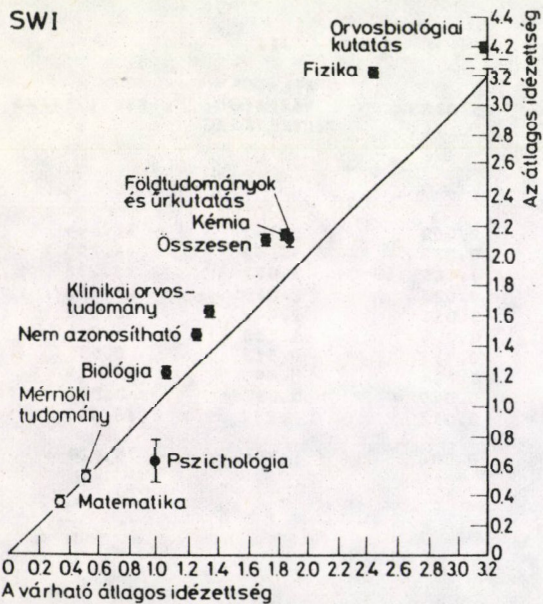 SWI
Orvosbiológiai
kutatás
Fizika
Földtudományok
és űrkutatás
Kémia
Összesen
Klinikai orvos-
tudomány
Nem azonosítható
Biológia
Mérnöki
tudomány
Pszichológia
Matematika
4.4
4.2
3.2
3.0
2.8
2.6
2.4
2.2
2.0
1.8
1.6
1.4
1.2
1.0
0.8
0.6
0.4
0.2
0
Az átlagos idézettség
0 0.2 0.4 0.6 0.8 1.0 1.2 1.4 1.6 1.8 2.0 2.2 2.4 2.6 2.8 3.0 3.2
A várható átlagos idézettség